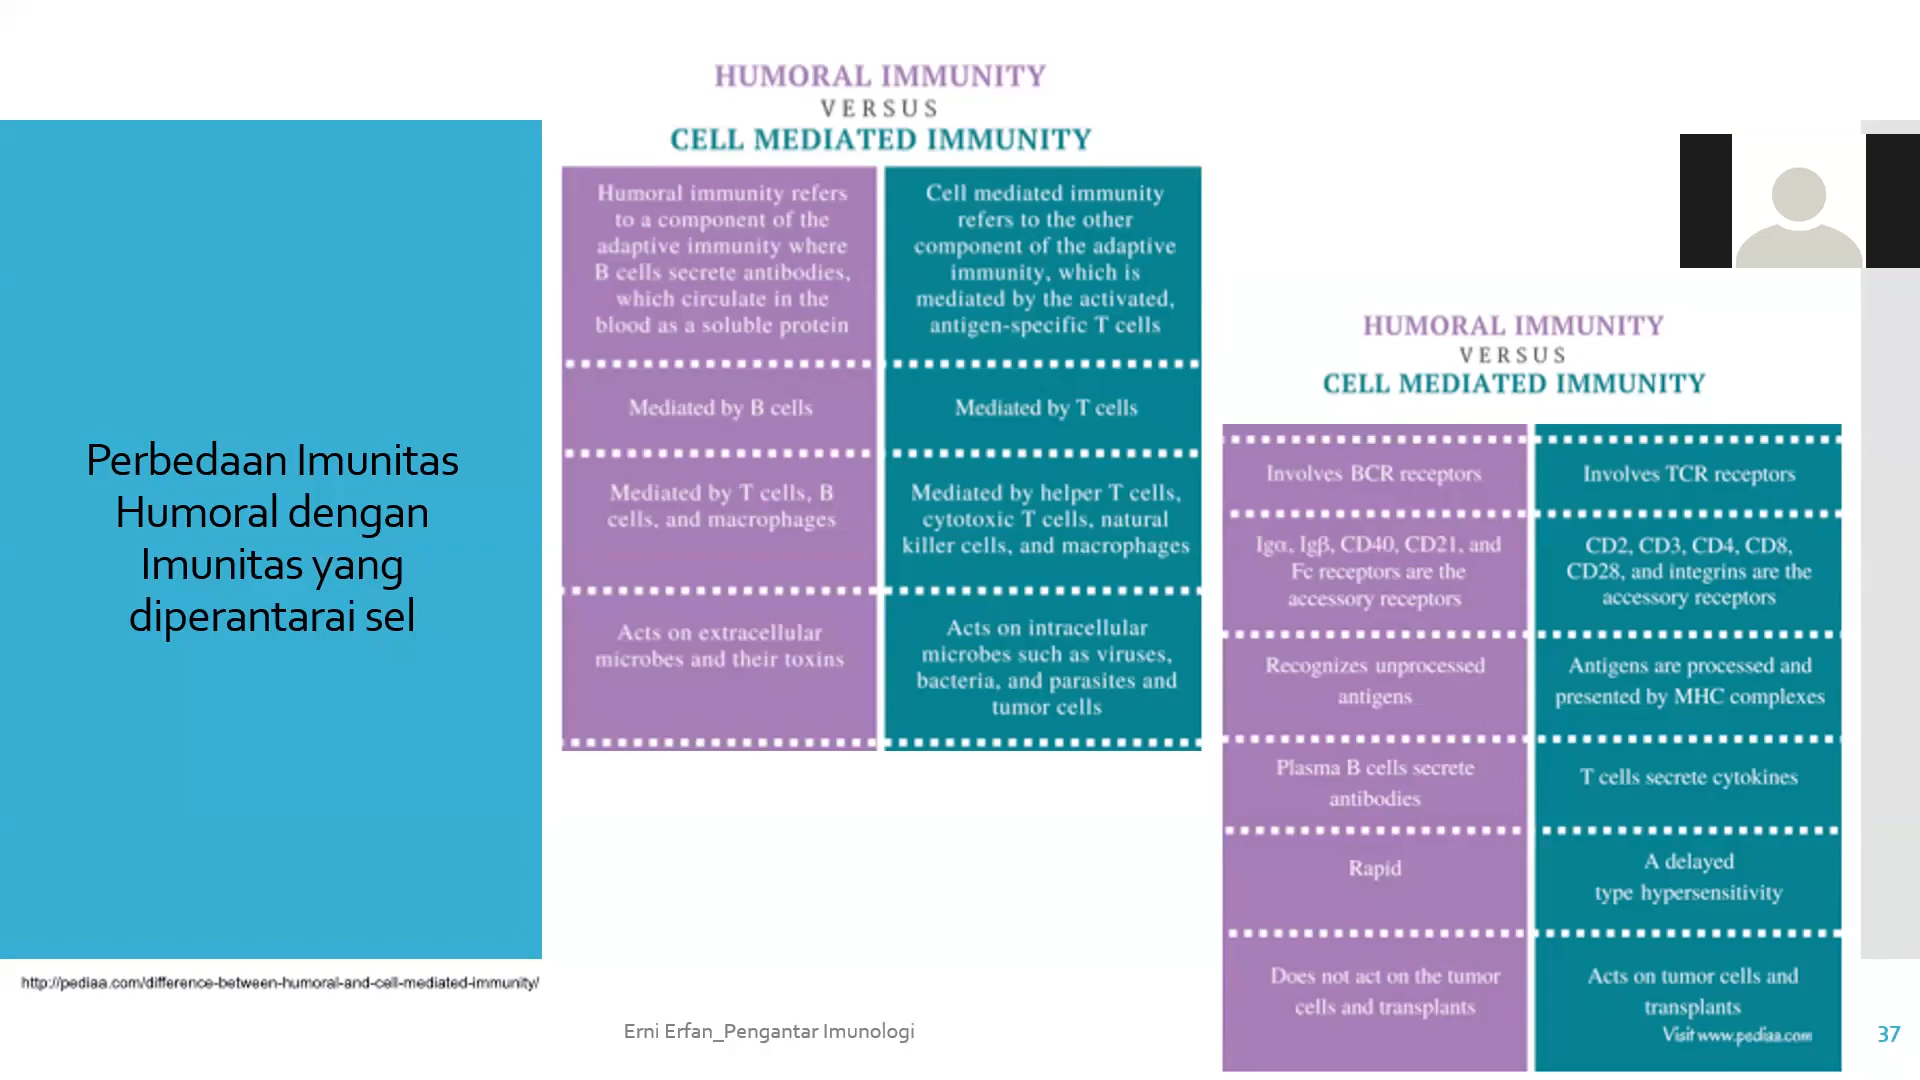 Perbedaan Imunitas
Humoral dengan
Imunitas yang
diperantarai sel
http://pediaa.com/difference-between-humoral-and-cell-mediated-immunity/
HUMORAL IMMUNITY
VERSUS
CELL MEDIATED IMMUNITY
Humoral immunity refers
to a component of the
adaptive immunity where
B cells secrete antibodies,
which circulate in the
blood as a soluble protein
Cell mediated immunity
refers to the other
component of the adaptive
immunity, which is
mediated by the activated,
antigen-specific T cells
Mediated by B cells
Mediated by T cells
Mediated by T cells, B
cells, and macrophages
Mediated by helper T cells,
cytotoxic T cells, natural
killer cells, and macrophages
Acts on extracellular
microbes and their toxins
Acts on intracellular
microbes such as viruses,
bacteria, and parasites and
tumor cells
HUMORAL IMMUNITY
VERSUS
CELL MEDIATED IMMUNITY
Involves BCR receptors
Involves TCR receptors
Igα, Igβ, CD40, CD21, and
Fc receptors are the
accessory receptors
CD2, CD3, CD4, CD8,
CD28, and integrins are the
accessory receptors
Recognizes unprocessed
antigens
Antigens are processed and
presented by MHC complexes
Plasma B cells secrete
antibodies
T cells secrete cytokines
Rapid
A delayed
type hypersensitivity
Does not act on the tumor
cells and transplants
Acts on tumor cells and
transplants
Visit www.pediaa.com
Erni Erfan_Pengantar Imunologi
37